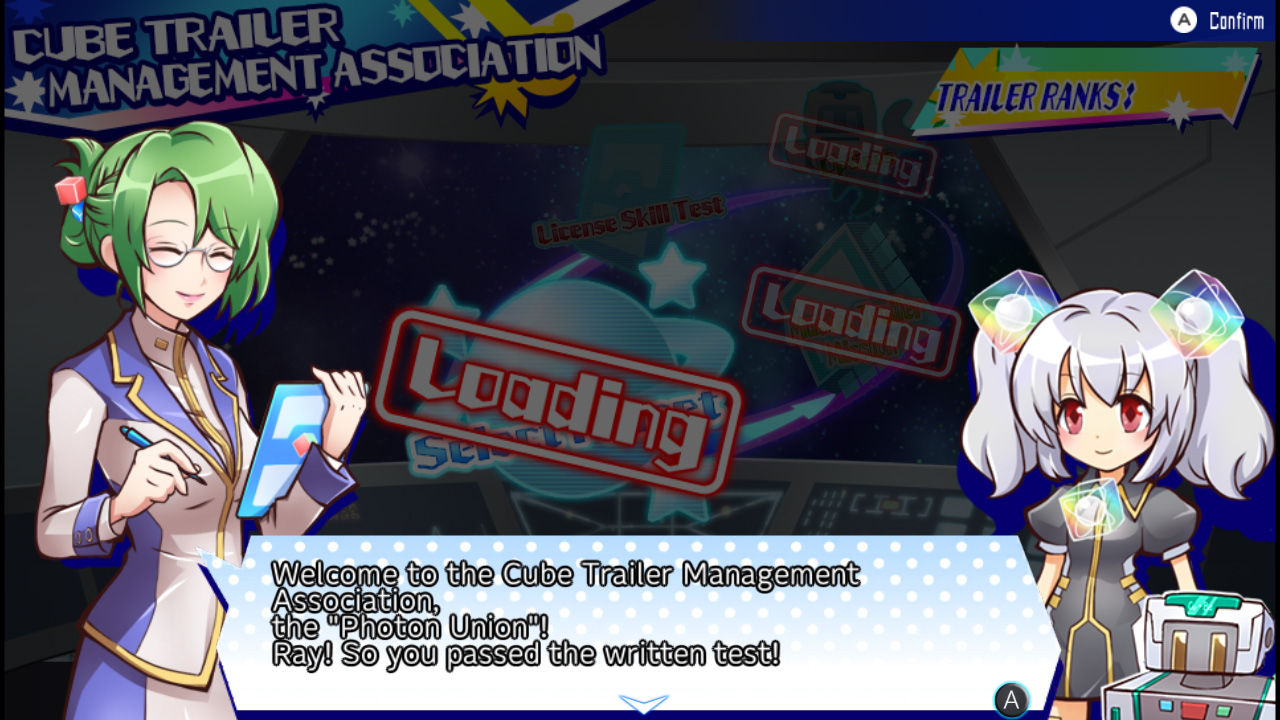 CUBE TRAILER
MANAGEMENT ASSOCIATION
A Confirm
TRAILER RANKS!
Loading
License Skill Test
Loading
Loading
Select
Welcome to the Cube Trailer Management
Association,
the "Photon Union"!
Ray! So you passed the written test!
A